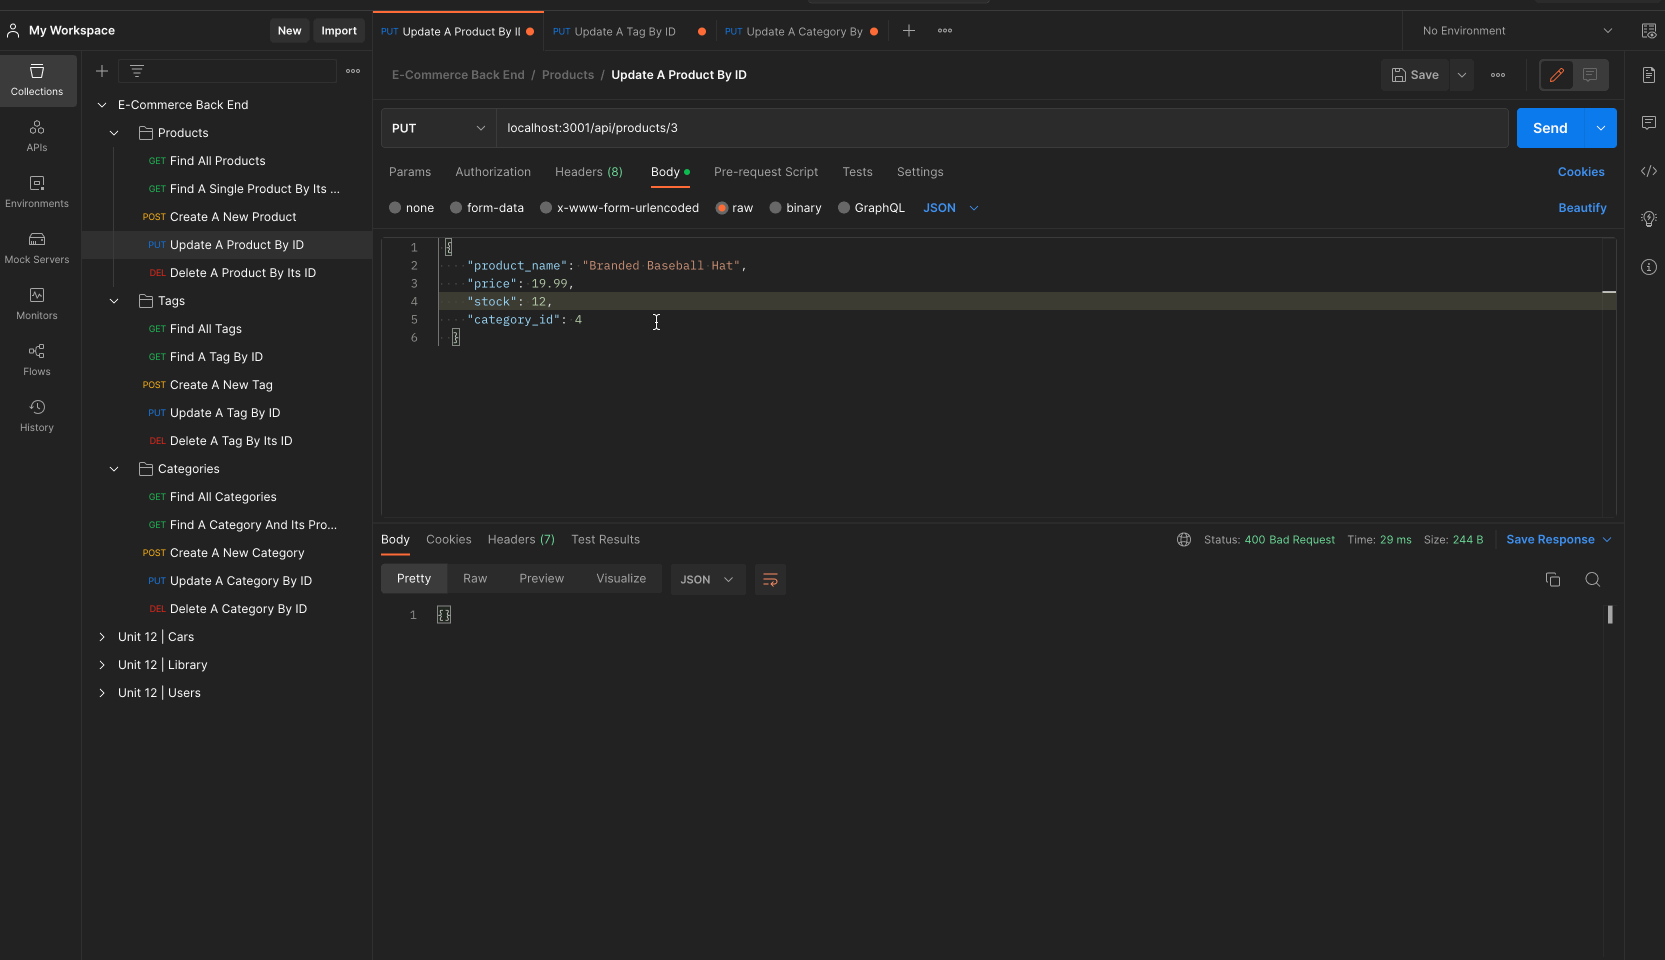 My Workspace
New
Import
PUT Update A Product By II
PUT Update A Tag By ID
PUT Update A Category By
No Environment
Collections
APIs
Environments
Mock Servers
Monitors
Flows
History
E-Commerce Back End
Products
GET Find All Products
GET Find A Single Product By Its ...
POST Create A New Product
PUT Update A Product By ID
DEL Delete A Product By Its ID
Tags
GET Find All Tags
GET Find A Tag By ID
POST Create A New Tag
PUT Update A Tag By ID
DEL Delete A Tag By Its ID
Categories
GET Find All Categories
GET Find A Category And Its Pro...
POST Create A New Category
PUT Update A Category By ID
DEL Delete A Category By ID
Unit 12 | Cars
Unit 12 | Library
Unit 12 | Users
E-Commerce Back End / Products / Update A Product By ID
Save
PUT
localhost:3001/api/products/3
Send
Params Authorization Headers (8) Body Pre-request Script Tests Settings
Cookies
none form-data x-www-form-urlencoded raw binary GraphQL JSON
Beautify
1 {
2 "product_name": "Branded Baseball Hat",
3 "price": 19.99,
4 "stock": 12,
5 "category_id": 4
6 }
Body Cookies Headers (7) Test Results
Status: 400 Bad Request Time: 29 ms Size: 244 B
Save Response
Pretty Raw Preview Visualize JSON
1 {}